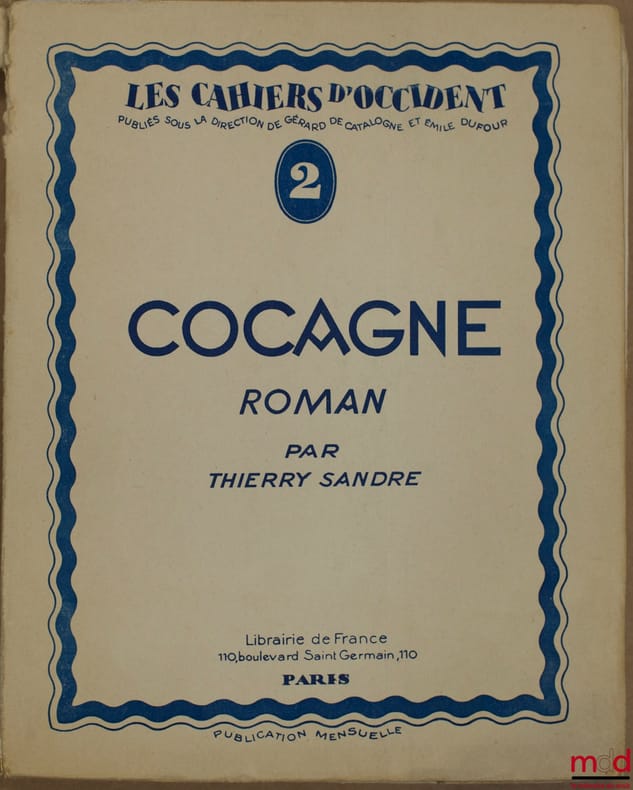 LES CAHIERS D'OCCIDENT
PUBLIÉS SOUS LA DIRECTION DE GÉRARD DE CATALOGNE ET ÉMILE DUFOUR
2
COCAGNE
ROMAN
PAR
THIERRY SANDRE
Librairie de France
110, boulevard Saint Germain, 110
PARIS
PUBLICATION MENSUELLE
mdd